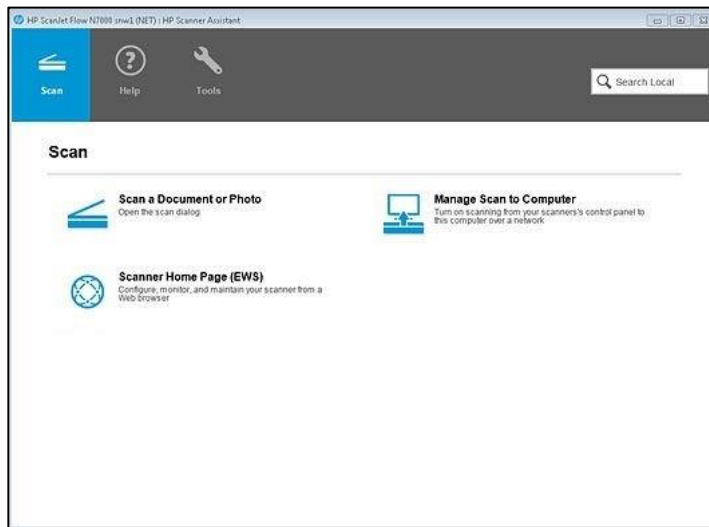 HP ScanJet Flow N7000 snw1 (NET) : HP Scanner Assistant
Scan
Help
Tools
Search Local
Scan
Scan a Document or Photo
Open the scan dialog
Manage Scan to Computer
Turn on scanning from your scanners's control panel to
this computer over a network
Scanner Home Page (EWS)
Configure, monitor, and maintain your scanner from a
Web browser